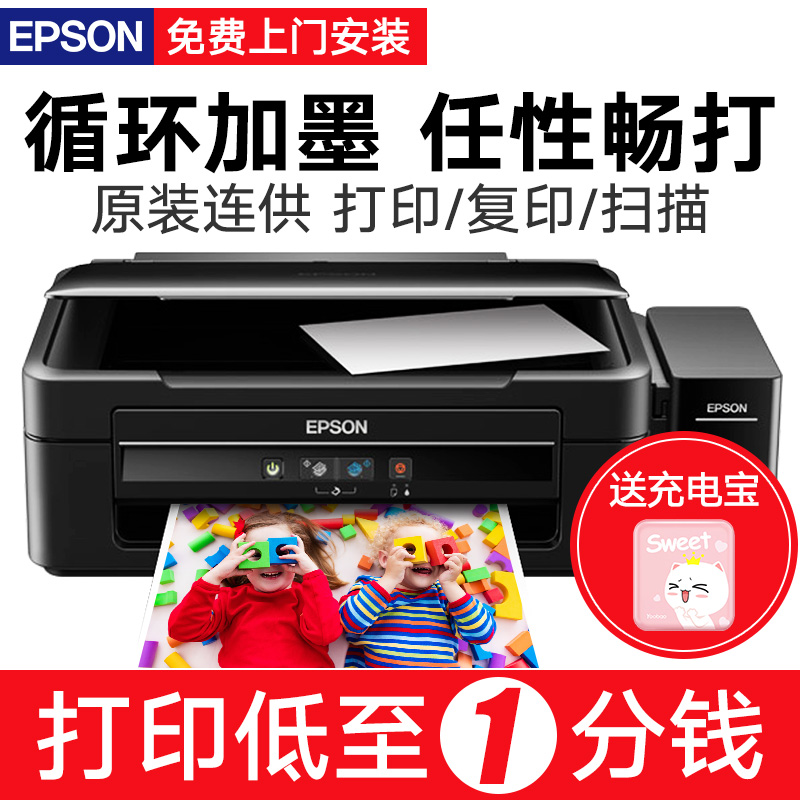 EPSON 免费上门安装
循环加墨 任性畅打
原装连供 打印/复印/扫描
EPSON
EPSON
EPSON
送充电宝
Sweet
yoobao
打印低至1分钱